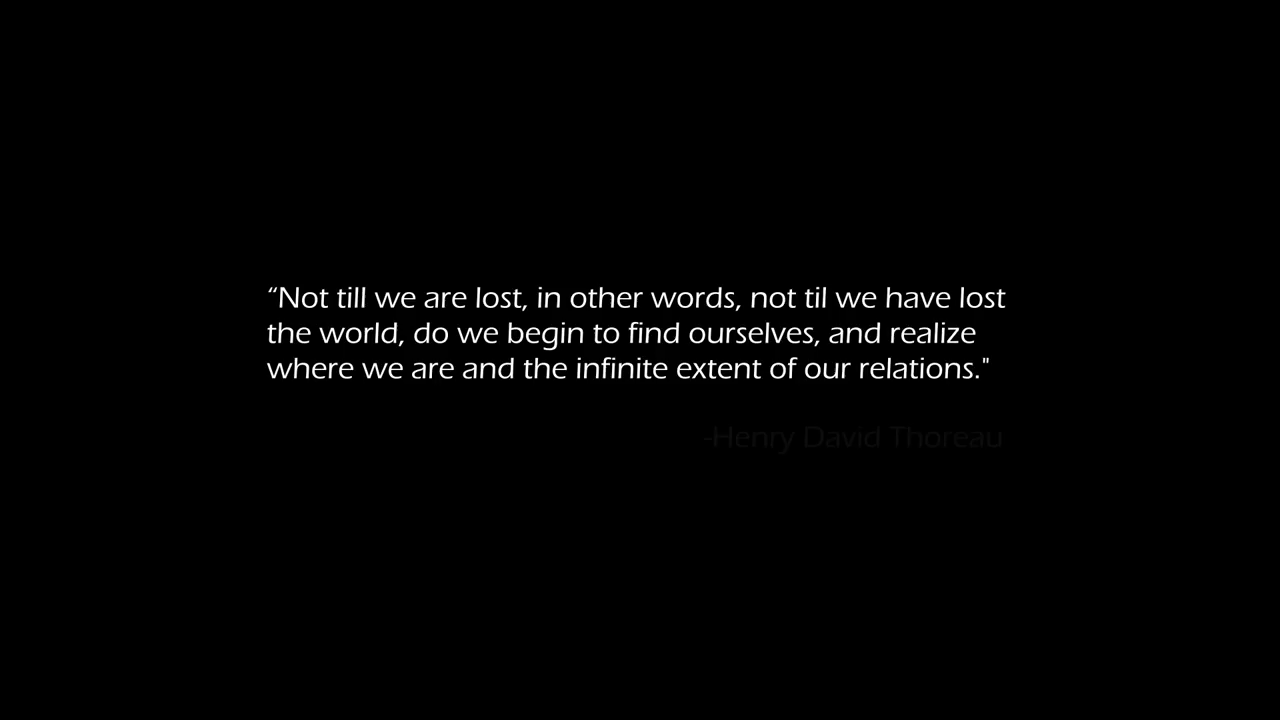 “Not till we are lost, in other words, not til we have lost
the world, do we begin to find ourselves, and realize
where we are and the infinite extent of our relations."
-Henry David Thoreau